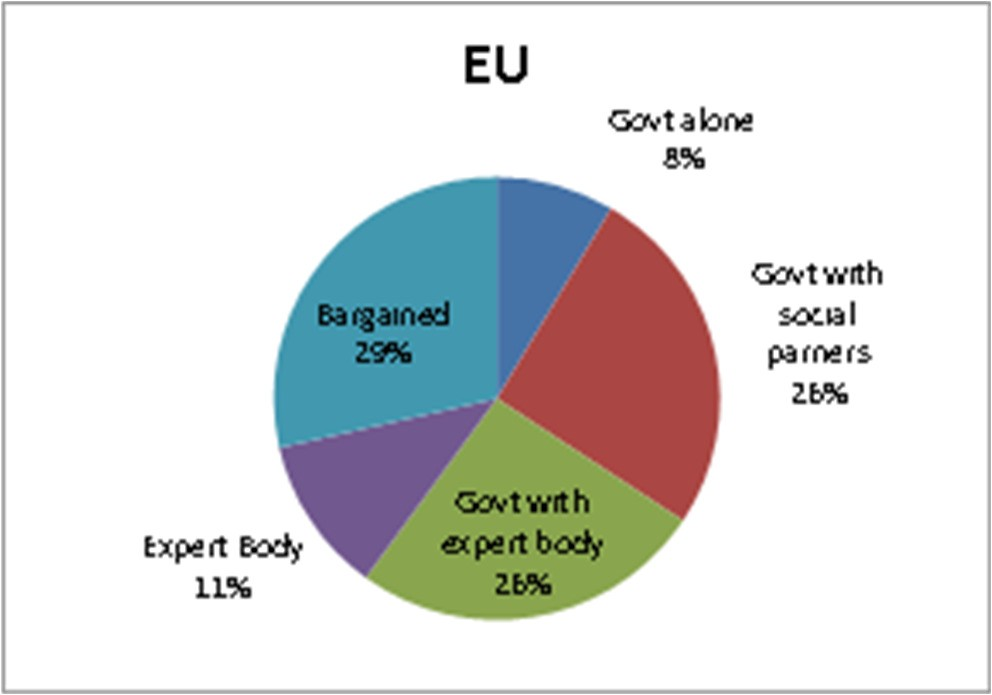 EU
Govt alone
8%
Govt with
social
parners
26%
Bargained
29%
Govt with
expert body
26%
Expert Body
11%